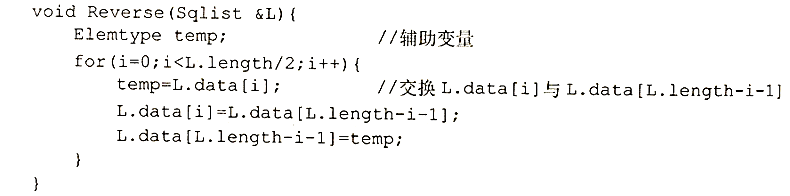 void Reverse(Sqlist &L){
    Elemtype temp;              //辅助变量
    for(i=0;i<L.length/2;i++){
        temp=L.data[i];         //交换 L.data[i]与 L.data[L.length-i-1]
        L.data[i]=L.data[L.length-i-1];
        L.data[L.length-i-1]=temp;
    }
}